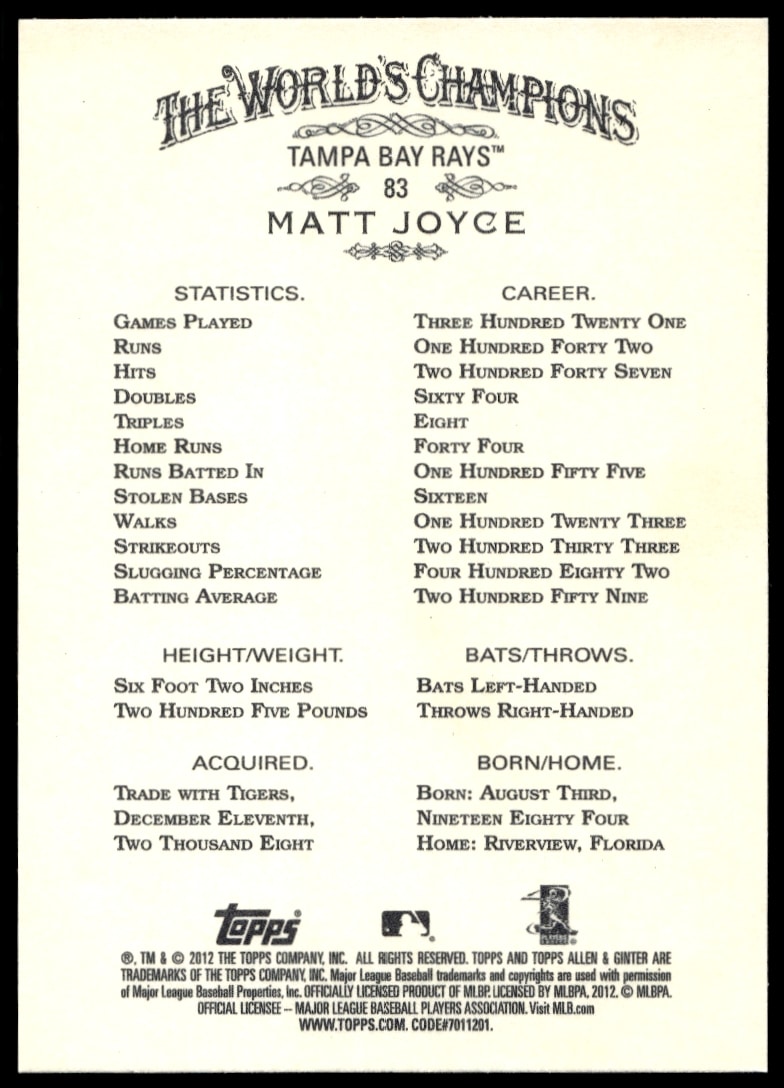 THE WORLD'S CHAMPIONS
TAMPA BAY RAYS™
83
MATT JOYCE
STATISTICS. CAREER.
GAMES PLAYED THREE HUNDRED TWENTY ONE
RUNS ONE HUNDRED FORTY TWO
HITS TWO HUNDRED FORTY SEVEN
DOUBLES SIXTY FOUR
TRIPLES EIGHT
HOME RUNS FORTY FOUR
RUNS BATTED IN ONE HUNDRED FIFTY FIVE
STOLEN BASES SIXTEEN
WALKS ONE HUNDRED TWENTY THREE
STRIKEOUTS TWO HUNDRED THIRTY THREE
SLUGGING PERCENTAGE FOUR HUNDRED EIGHTY TWO
BATTING AVERAGE TWO HUNDRED FIFTY NINE
HEIGHT/WEIGHT. BATS/THROWS.
SIX FOOT TWO INCHES BATS LEFT-HANDED
TWO HUNDRED FIVE POUNDS THROWS RIGHT-HANDED
ACQUIRED. BORN/HOME.
TRADE WITH TIGERS, BORN: AUGUST THIRD,
DECEMBER ELEVENTH, NINETEEN EIGHTY FOUR
TWO THOUSAND EIGHT HOME: RIVERVIEW, FLORIDA
Topps®
®, TM & © 2012 THE TOPPS COMPANY, INC. ALL RIGHTS RESERVED. TOPPS AND TOPPS ALLEN & GINTER ARE
TRADEMARKS OF THE TOPPS COMPANY, INC. Major League Baseball trademarks and copyrights are used with permission
of Major League Baseball Properties, Inc. OFFICIALLY LICENSED PRODUCT OF MLBP. LICENSED BY MLBPA, 2012. © MLBPA.
OFFICIAL LICENSEE – MAJOR LEAGUE BASEBALL PLAYERS ASSOCIATION. Visit MLB.com
WWW.TOPPS.COM. CODE#7011201.